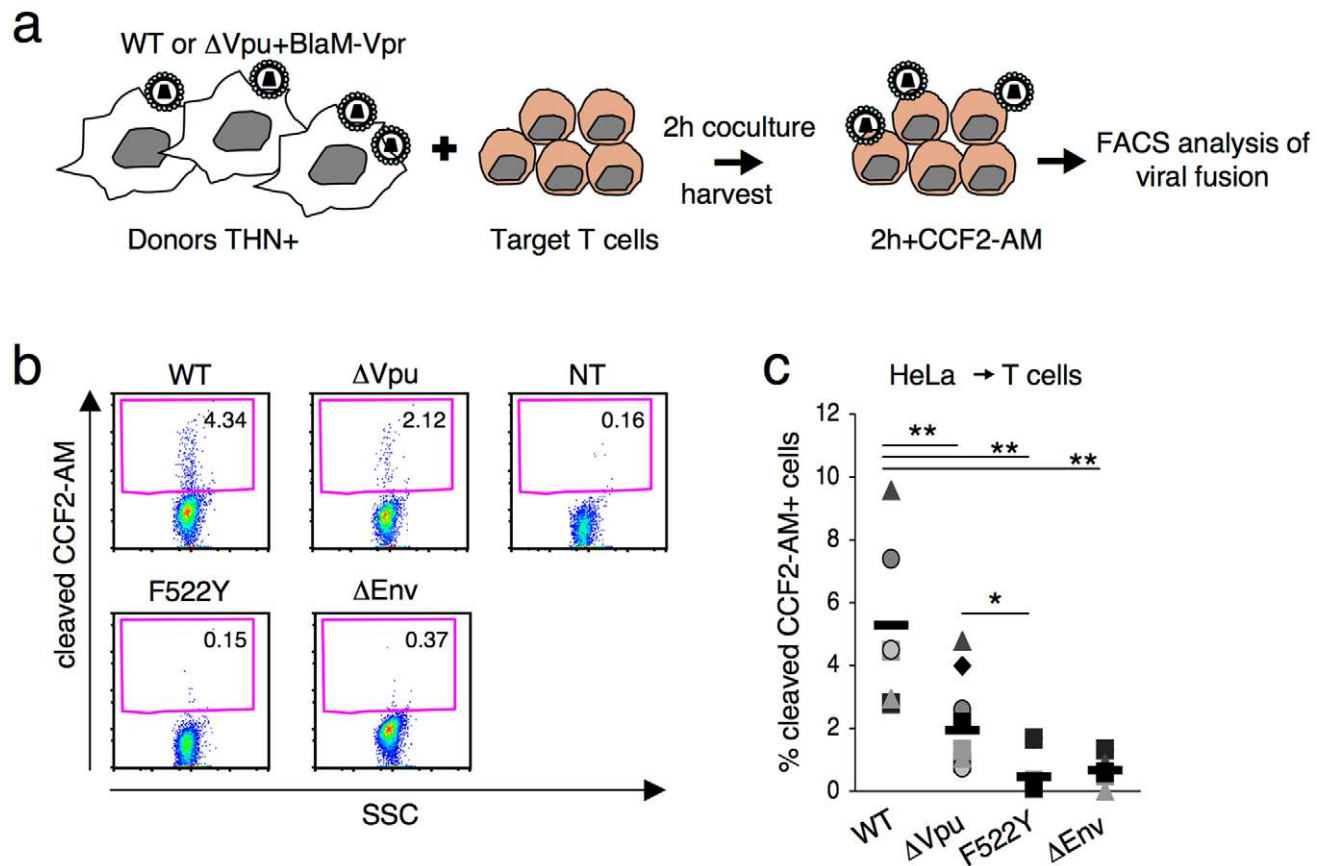 a
WT or ΔVpu+BlaM-Vpr
2h coculture
harvest
FACS analysis of
viral fusion
Donors THN+
Target T cells
2h+CCF2-AM
b
WT
ΔVpu
NT
4.34
2.12
0.16
F522Y
ΔEnv
0.15
0.37
cleaved CCF2-AM
SSC
c
HeLa → T cells
% cleaved CCF2-AM+ cells
12
10
8
6
4
2
0
**
**
**
*
WT
ΔVpu
F522Y
ΔEnv